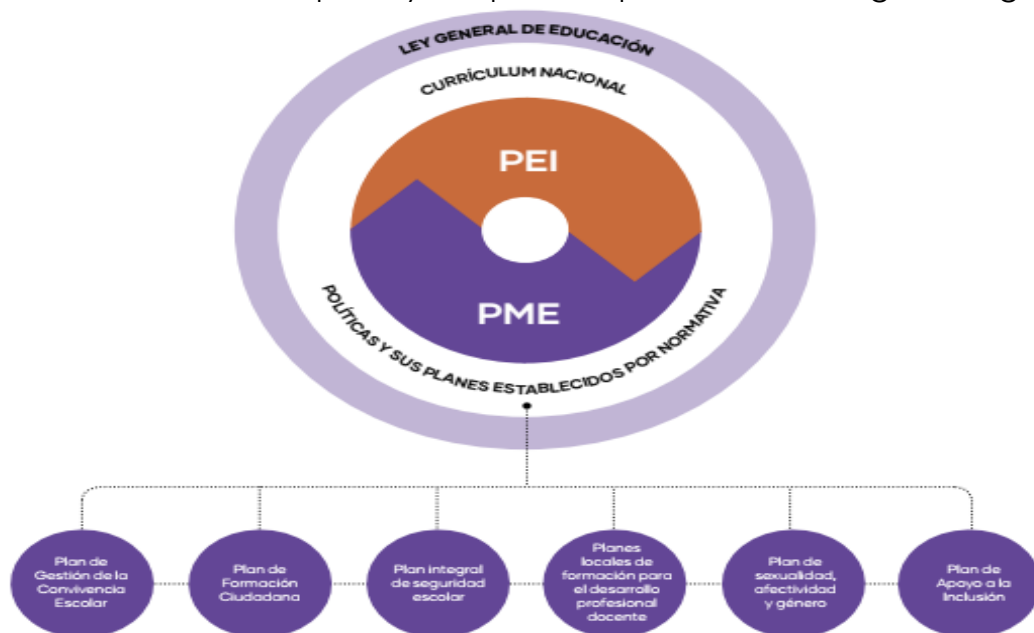 LEY GENERAL DE EDUCACIÓN
CURRÍCULUM NACIONAL
PEI
PME
POLÍTICAS Y SUS PLANES ESTABLECIDOS POR NORMATIVA
Plan de
Gestión de la
Convivencia
Escolar
Plan de
Formación
Ciudadana
Plan integral
de seguridad
escolar
Planes
locales de
formación para
el desarrollo
profesional
docente
Plan de
sexualidad,
afectividad
y género
Plan de
Apoyo a la
Inclusión